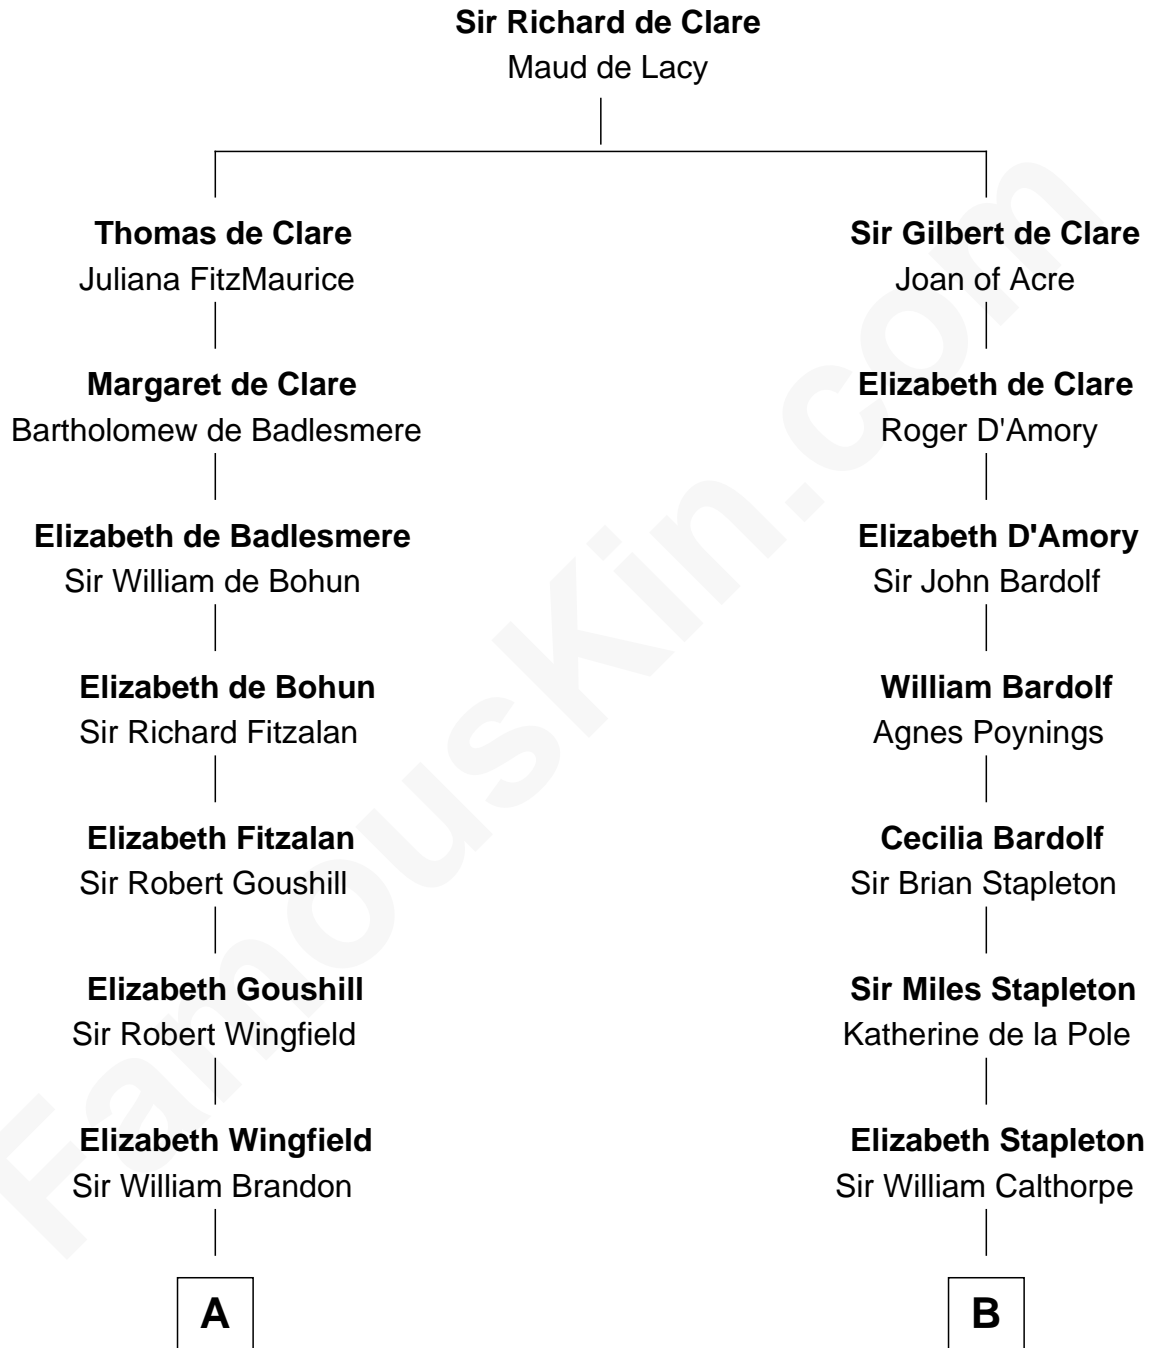 Sir Richard de Clare
Maud de Lacy
Thomas de Clare
Juliana FitzMaurice
Sir Gilbert de Clare
Joan of Acre
Margaret de Clare
Bartholomew de Badlesmere
Elizabeth de Clare
Roger D'Amory
Elizabeth de Badlesmere
Sir William de Bohun
Elizabeth D'Amory
Sir John Bardolf
Elizabeth de Bohun
Sir Richard Fitzalan
William Bardolf
Agnes Poynings
Elizabeth Fitzalan
Sir Robert Goushill
Cecilia Bardolf
Sir Brian Stapleton
Elizabeth Goushill
Sir Robert Wingfield
Sir Miles Stapleton
Katherine de la Pole
Elizabeth Wingfield
Sir William Brandon
Elizabeth Stapleton
Sir William Calthorpe
A
B
FamousKin.com